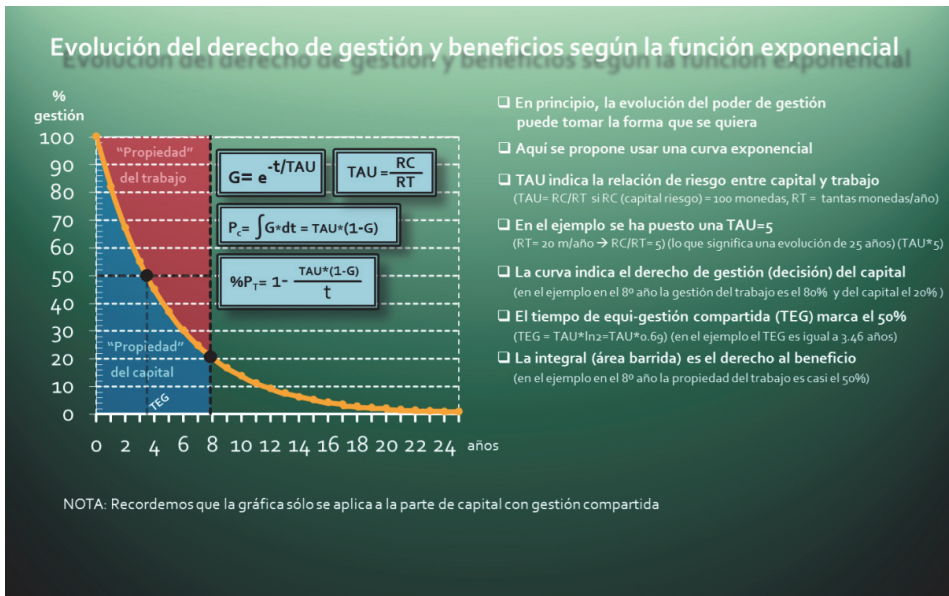 Evolución del derecho de gestión y beneficios según la función exponencial
%
gestión
100
90
80
70
60
50
40
30
20
10
0
"Propiedad"
del trabajo
"Propiedad"
del capital
TEG
G= e^-t/TAU
TAU = RC/RT
Pc= ∫G*dt = TAU*(1-G)
%PT= 1- TAU*(1-G)/t
0 2 4 6 8 10 12 14 16 18 20 22 24 años
❑ En principio, la evolución del poder de gestión
puede tomar la forma que se quiera
❑ Aquí se propone usar una curva exponencial
❑ TAU indica la relación de riesgo entre capital y trabajo
(TAU= RC/RT si RC (capital riesgo) = 100 monedas, RT = tantas monedas/año)
❑ En el ejemplo se ha puesto una TAU=5
(RT= 20 m/año → RC/RT= 5) (lo que significa una evolución de 25 años) (TAU*5)
❑ La curva indica el derecho de gestión (decisión) del capital
(en el ejemplo en el 8º año la gestión del trabajo es el 80% y del capital el 20% )
❑ El tiempo de equi-gestión compartida (TEG) marca el 50%
(TEG = TAU*ln2=TAU*0.69) (en el ejemplo el TEG es igual a 3.46 años)
❑ La integral (área barrida) es el derecho al beneficio
(en el ejemplo en el 8º año la propiedad del trabajo es casi el 50%)
NOTA: Recordemos que la gráfica sólo se aplica a la parte de capital con gestión compartida